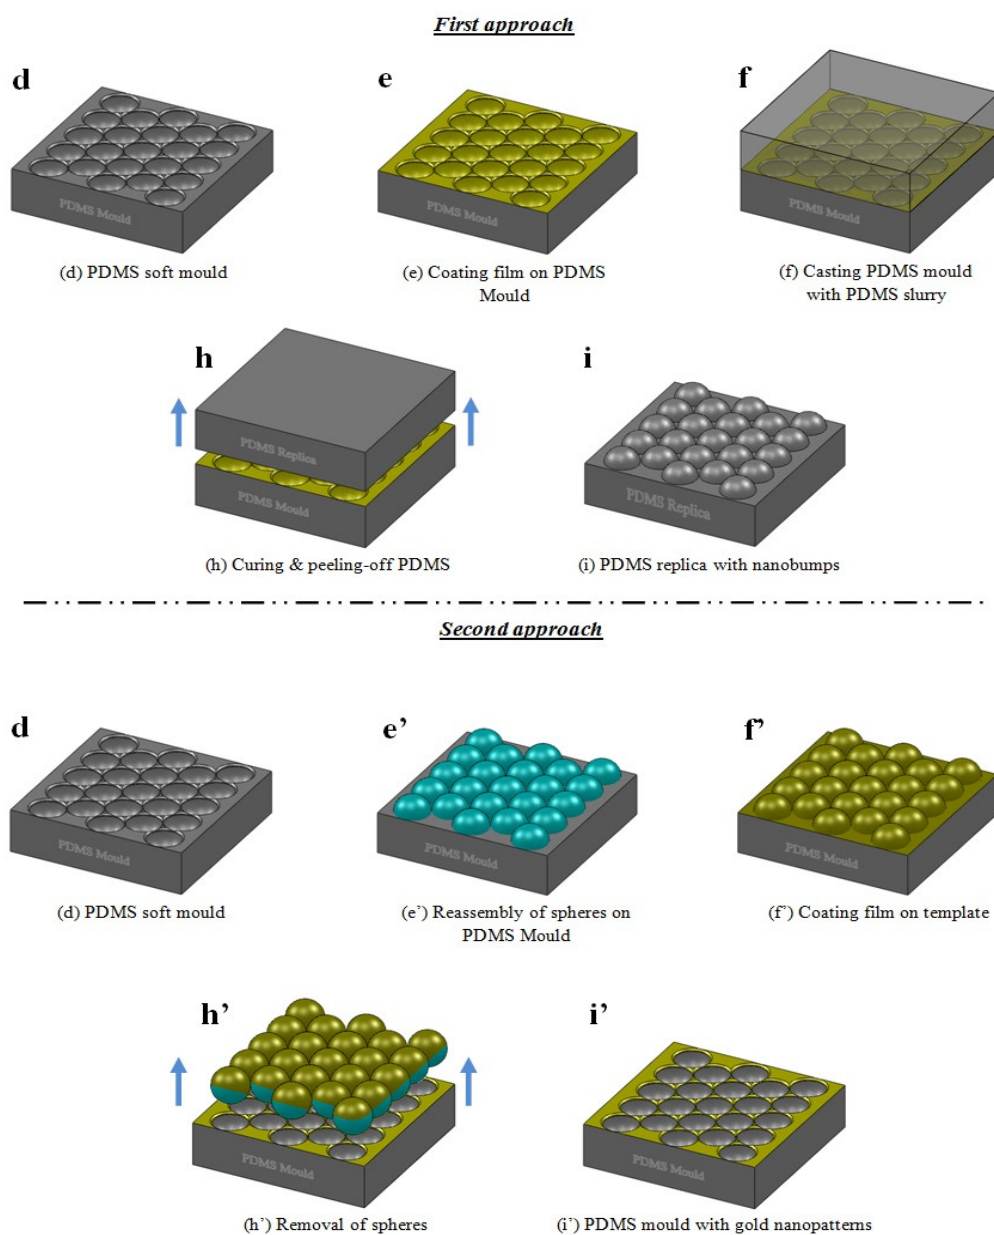 First approach
d
e
f
PDMS Mould
PDMS Mould
PDMS Mould
(d) PDMS soft mould
(e) Coating film on PDMS
Mould
(f) Casting PDMS mould
with PDMS slurry
h
i
PDMS Replica
PDMS Mould
PDMS Replica
(h) Curing & peeling-off PDMS
(i) PDMS replica with nanobumps
Second approach
d
e’
f’
PDMS Mould
PDMS Mould
PDMS Mould
(d) PDMS soft mould
(e’) Reassembly of spheres on
PDMS Mould
(f’) Coating film on template
h’
i’
PDMS Mould
PDMS Mould
(h’) Removal of spheres
(i’) PDMS mould with gold nanopatterns